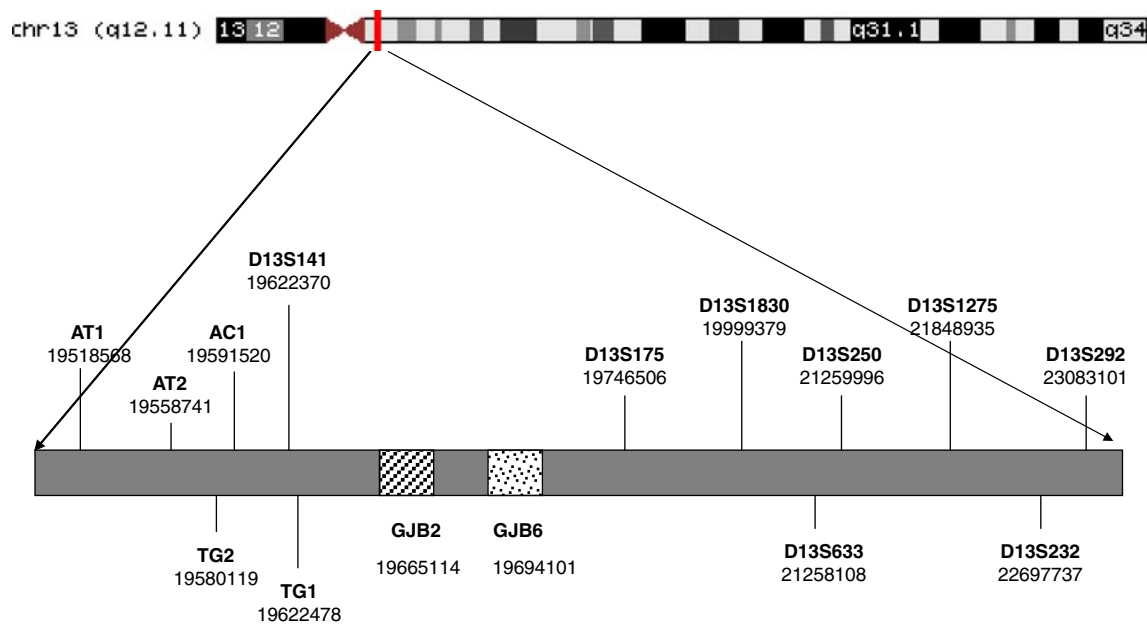 chr13 (q12.11) 13 12 q31.1 q34
D13S141
19622370
AT1
19518568
AC1
19591520
AT2
19558741
D13S175
19746506
D13S1830
19999379
D13S250
21259996
D13S1275
21848935
D13S292
23083101
TG2
19580119
TG1
19622478
GJB2
19665114
GJB6
19694101
D13S633
21258108
D13S232
22697737